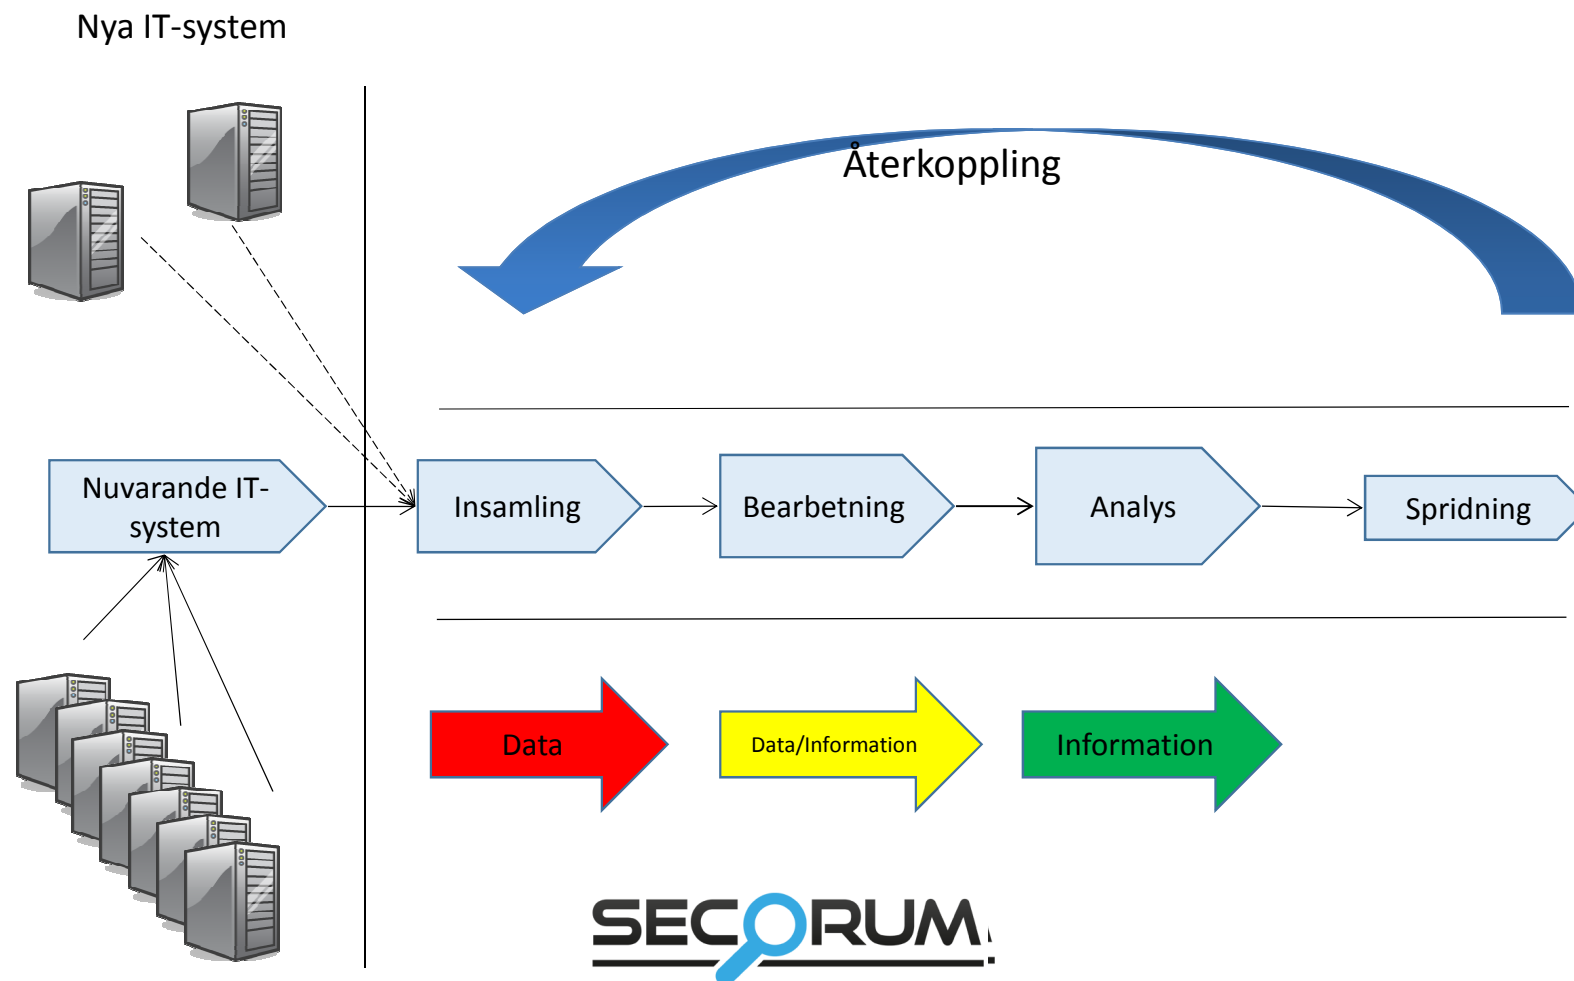 Nya IT-system
Återkoppling
Nuvarande IT-
system
Insamling
Bearbetning
Analys
Spridning
Data
Data/Information
Information
SECORUM